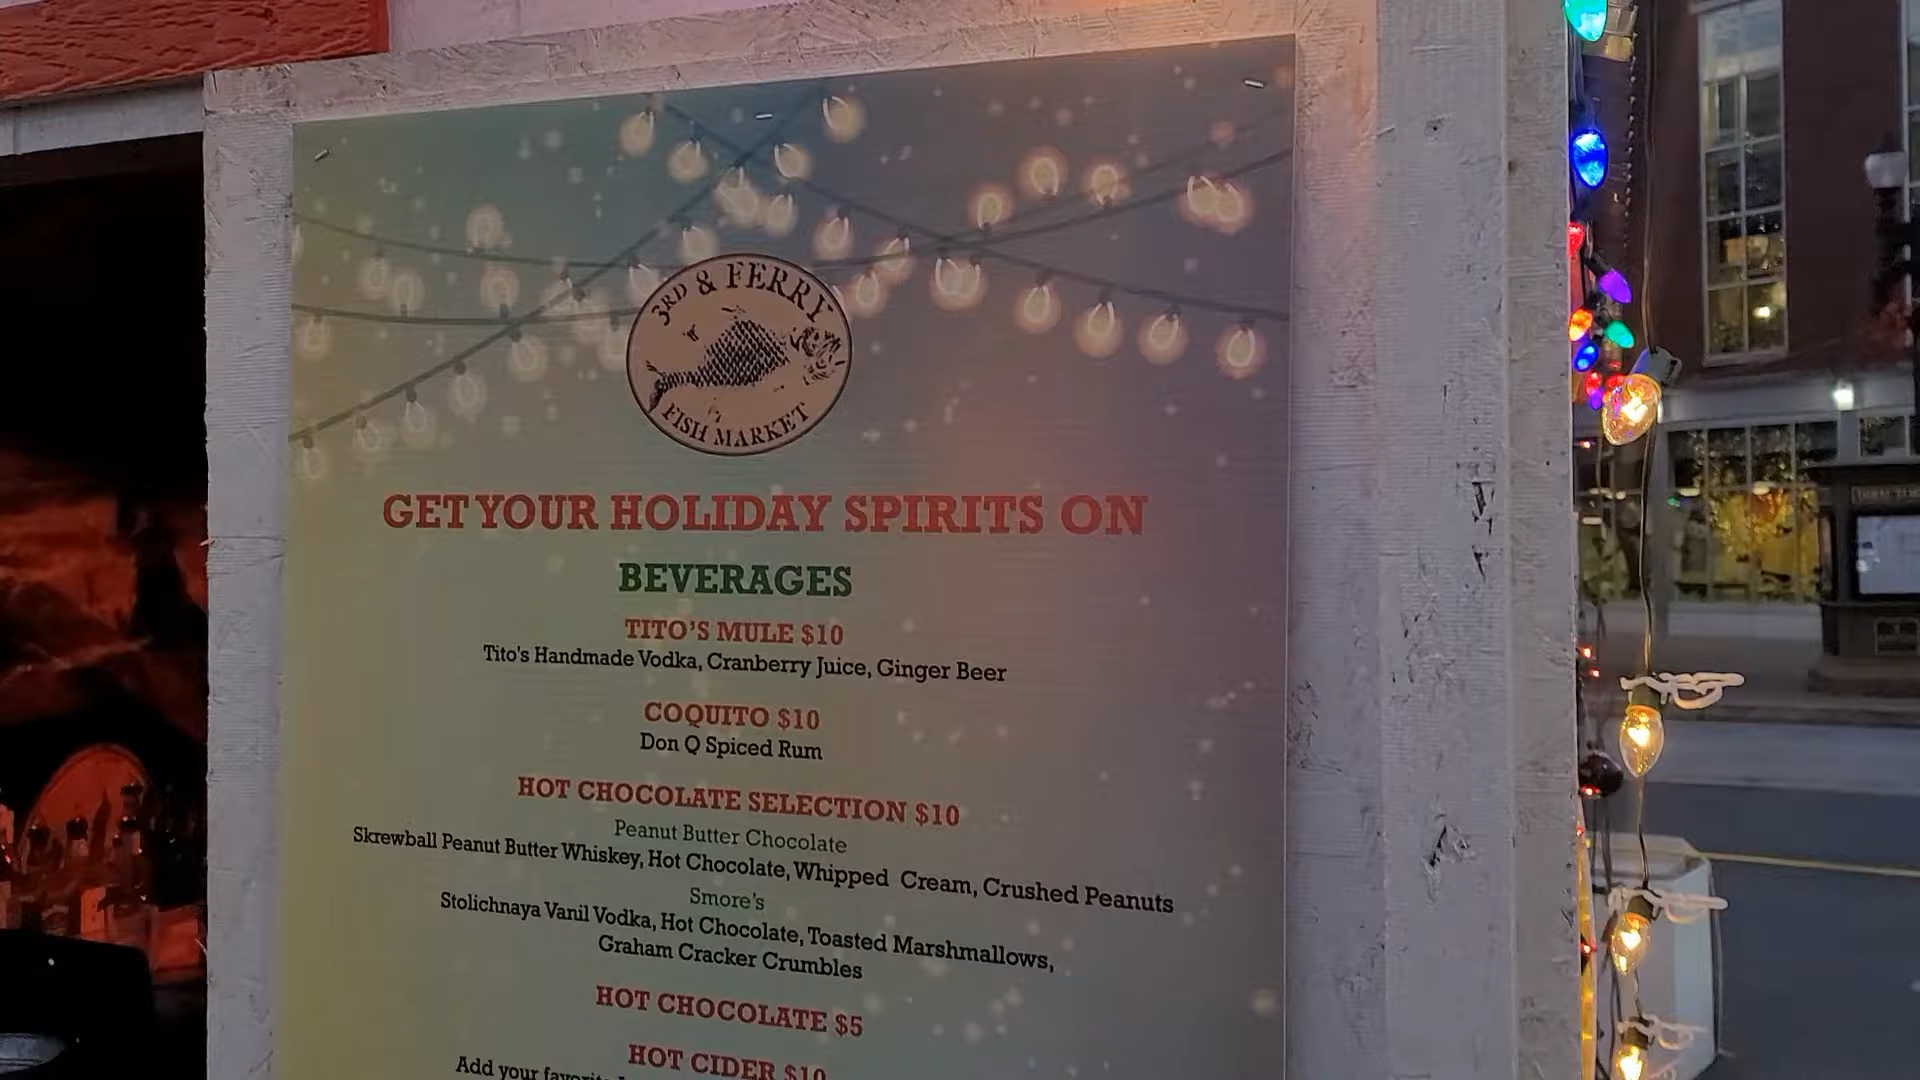 3RD & FERRY
FISH MARKET
GET YOUR HOLIDAY SPIRITS ON
BEVERAGES
TITO'S MULE $10
Tito's Handmade Vodka, Cranberry Juice, Ginger Beer
COQUITO $10
Don Q Spiced Rum
HOT CHOCOLATE SELECTION $10
Peanut Butter Chocolate
Skrewball Peanut Butter Whiskey, Hot Chocolate, Whipped Cream, Crushed Peanuts
Smore's
Stolichnaya Vanil Vodka, Hot Chocolate, Toasted Marshmallows,
Graham Cracker Crumbles
HOT CHOCOLATE $5
HOT CIDER $10
Add your